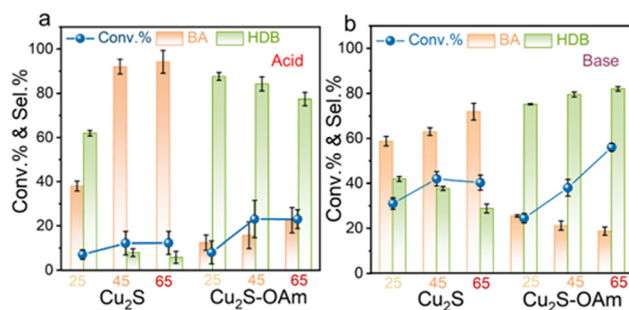 a
Conv.% BA HDB
Acid
Conv.% & Sel.%
100
80
60
40
20
0
25 45 65 25 45 65
Cu₂S Cu₂S-OAm
b
Conv.% BA HDB
Base
Conv.% & Sel.%
100
80
60
40
20
0
25 45 65 25 45 65
Cu₂S Cu₂S-OAm